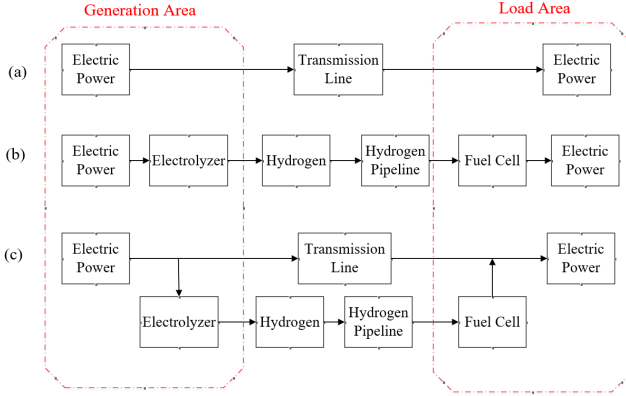 Generation Area
Load Area
(a)
Electric
Power
Transmission
Line
Electric
Power
(b)
Electric
Power
Electrolyzer
Hydrogen
Hydrogen
Pipeline
Fuel Cell
Electric
Power
(c)
Electric
Power
Transmission
Line
Electric
Power
Electrolyzer
Hydrogen
Hydrogen
Pipeline
Fuel Cell